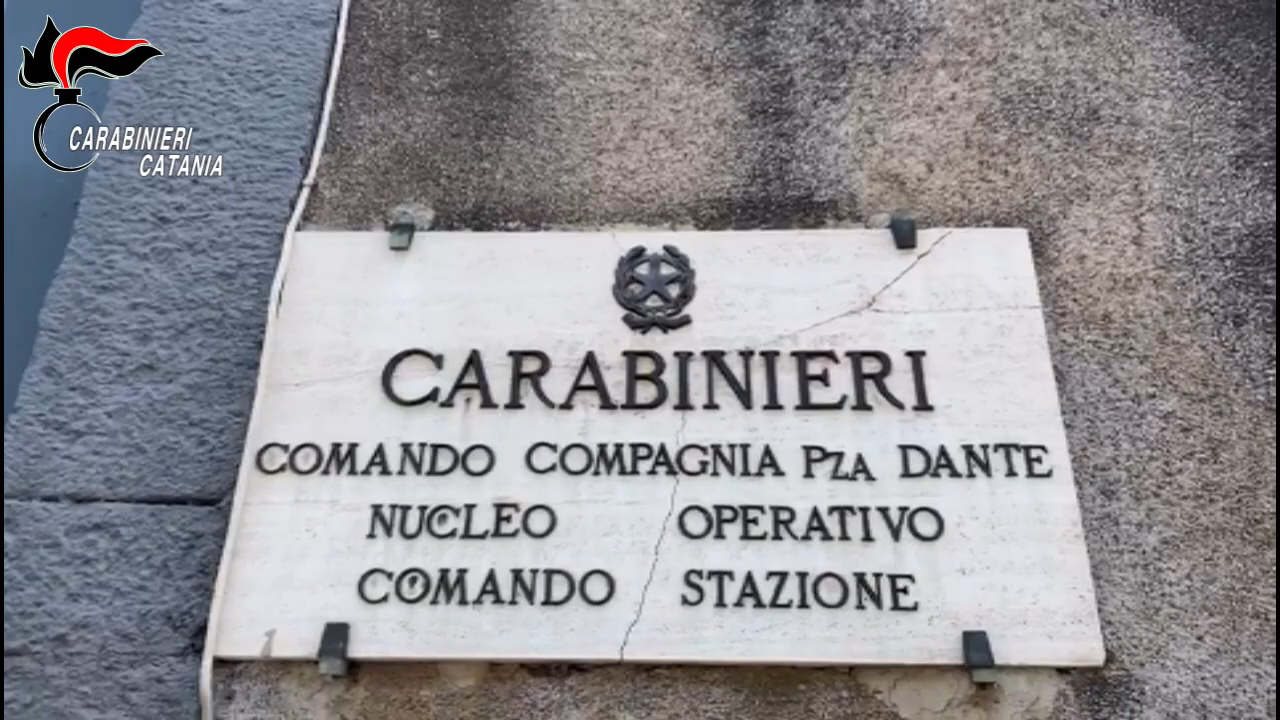 CARABINIERI
CATANIA
CARABINIERI
COMANDO COMPAGNIA PZA DANTE
NUCLEO OPERATIVO
COMANDO STAZIONE